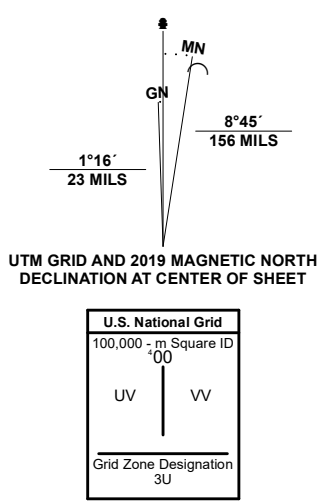 MN
GN
8°45´
156 MILS
1°16´
23 MILS
UTM GRID AND 2019 MAGNETIC NORTH
DECLINATION AT CENTER OF SHEET
U.S. National Grid
100,000 - m Square ID
⁴00
UV VV
Grid Zone Designation
3U